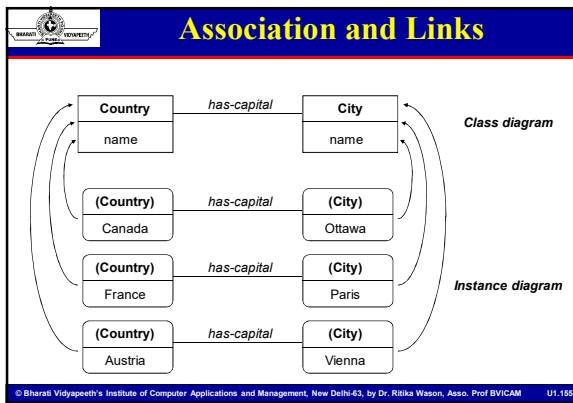 BHARATI VIDYAPEETH
PUNE
Association and Links
Country has-capital City
name name
Class diagram
(Country) has-capital (City)
Canada Ottawa
(Country) has-capital (City)
France Paris
Instance diagram
(Country) has-capital (City)
Austria Vienna
© Bharati Vidyapeeth's Institute of Computer Applications and Management, New Delhi-63, by Dr. Ritika Wason, Asso. Prof BVICAM U1.155